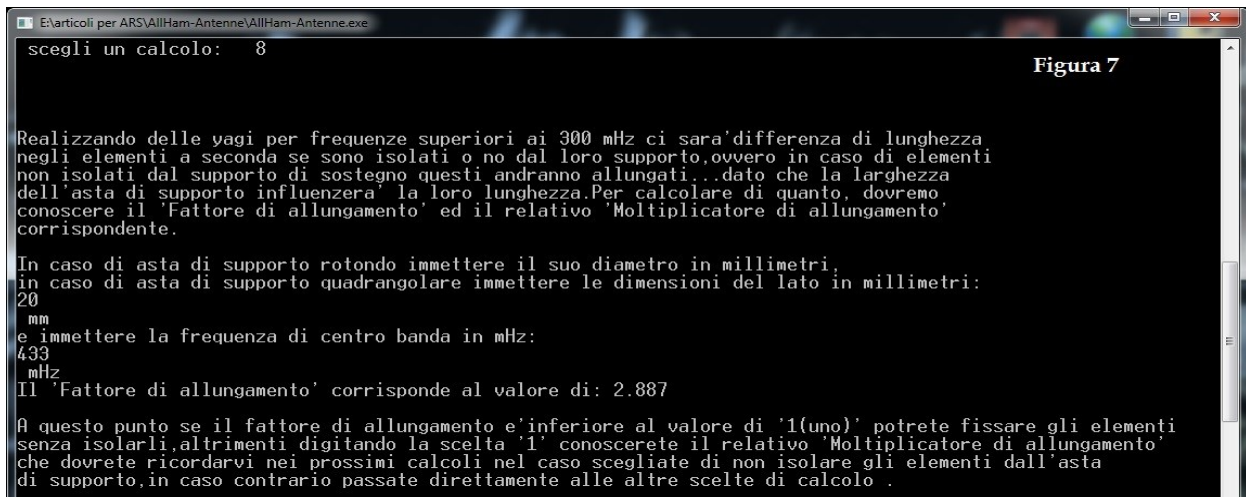 E:\articoli per ARS\AllHam-Antenne\AllHam-Antenne.exe
scegli un calcolo:   8
Figura 7
Realizzando delle yagi per frequenze superiori ai 300 mHz ci sara'differenza di lunghezza
negli elementi a seconda se sono isolati o no dal loro supporto,ovvero in caso di elementi
non isolati dal supporto di sostegno questi andranno allungati...dato che la larghezza
dell'asta di supporto influenzera' la loro lunghezza.Per calcolare di quanto, dovremo
conoscere il 'Fattore di allungamento' ed il relativo 'Moltiplicatore di allungamento'
corrispondente.
In caso di asta di supporto rotondo immettere il suo diametro in millimetri,
in caso di asta di supporto quadrangolare immettere le dimensioni del lato in millimetri:
20
mm
e immettere la frequenza di centro banda in mHz:
433
mHz
Il 'Fattore di allungamento' corrisponde al valore di: 2.887
A questo punto se il fattore di allungamento e'inferiore al valore di '1(uno)' potrete fissare gli elementi
senza isolarli,altrimenti digitando la scelta '1' conoscerete il relativo 'Moltiplicatore di allungamento'
che dovrete ricordarvi nei prossimi calcoli nel caso scegliate di non isolare gli elementi dall'asta
di supporto,in caso contrario passate direttamente alle altre scelte di calcolo .